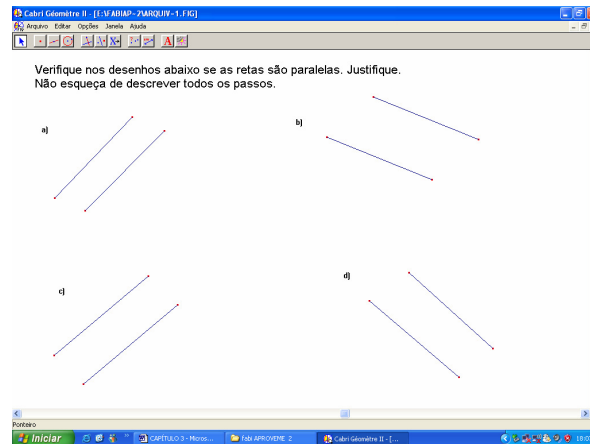 Cabri Géomètre II - [E:\FABIAP~2\ARQUIV~1.FIG]
Arquivo Editar Opções Janela Ajuda
Verifique nos desenhos abaixo se as retas são paralelas. Justifique.
Não esqueça de descrever todos os passos.
a)
b)
c)
d)
Ponteiro
Iniciar
CAPÍTULO 3 - Micros...
fabi APROVEME 2
Cabri Géomètre II - [...